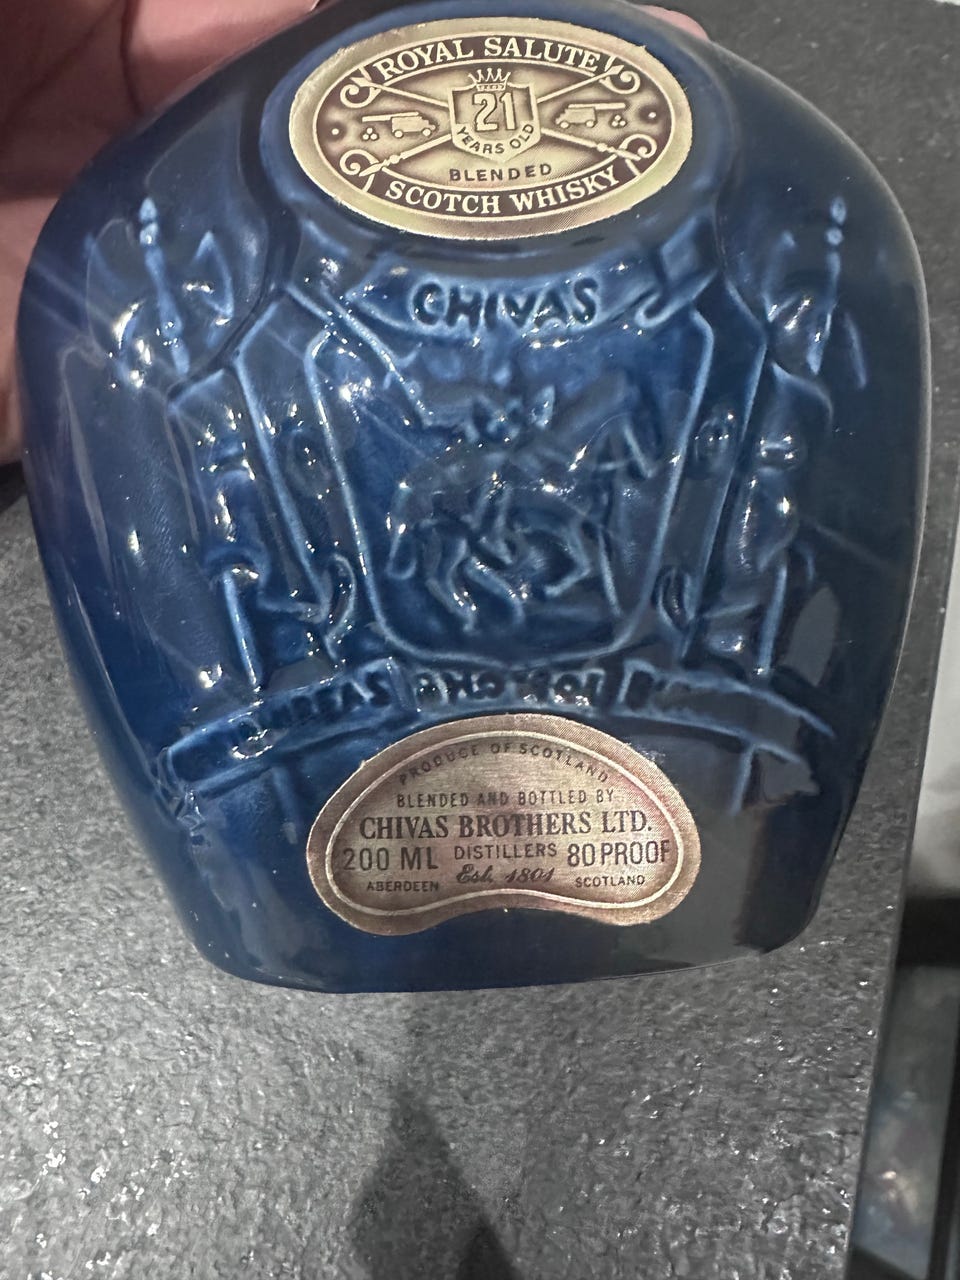 ROYAL SALUTE
21
YEARS OLD
BLENDED
SCOTCH WHISKY
CHIVAS
PRODUCE OF SCOTLAND
BLENDED AND BOTTLED BY
CHIVAS BROTHERS LTD.
200 ML DISTILLERS 80 PROOF
ABERDEEN Est. 1801 SCOTLAND